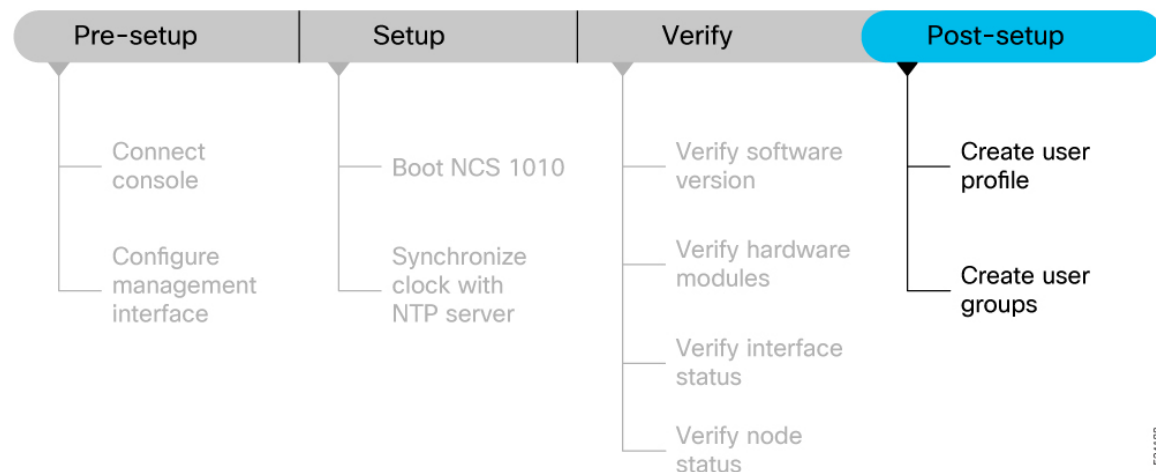 Pre-setup
Setup
Verify
Post-setup
Connect
console
Configure
management
interface
Boot NCS 1010
Synchronize
clock with
NTP server
Verify software
version
Verify hardware
modules
Verify interface
status
Verify node
status
Create user
profile
Create user
groups